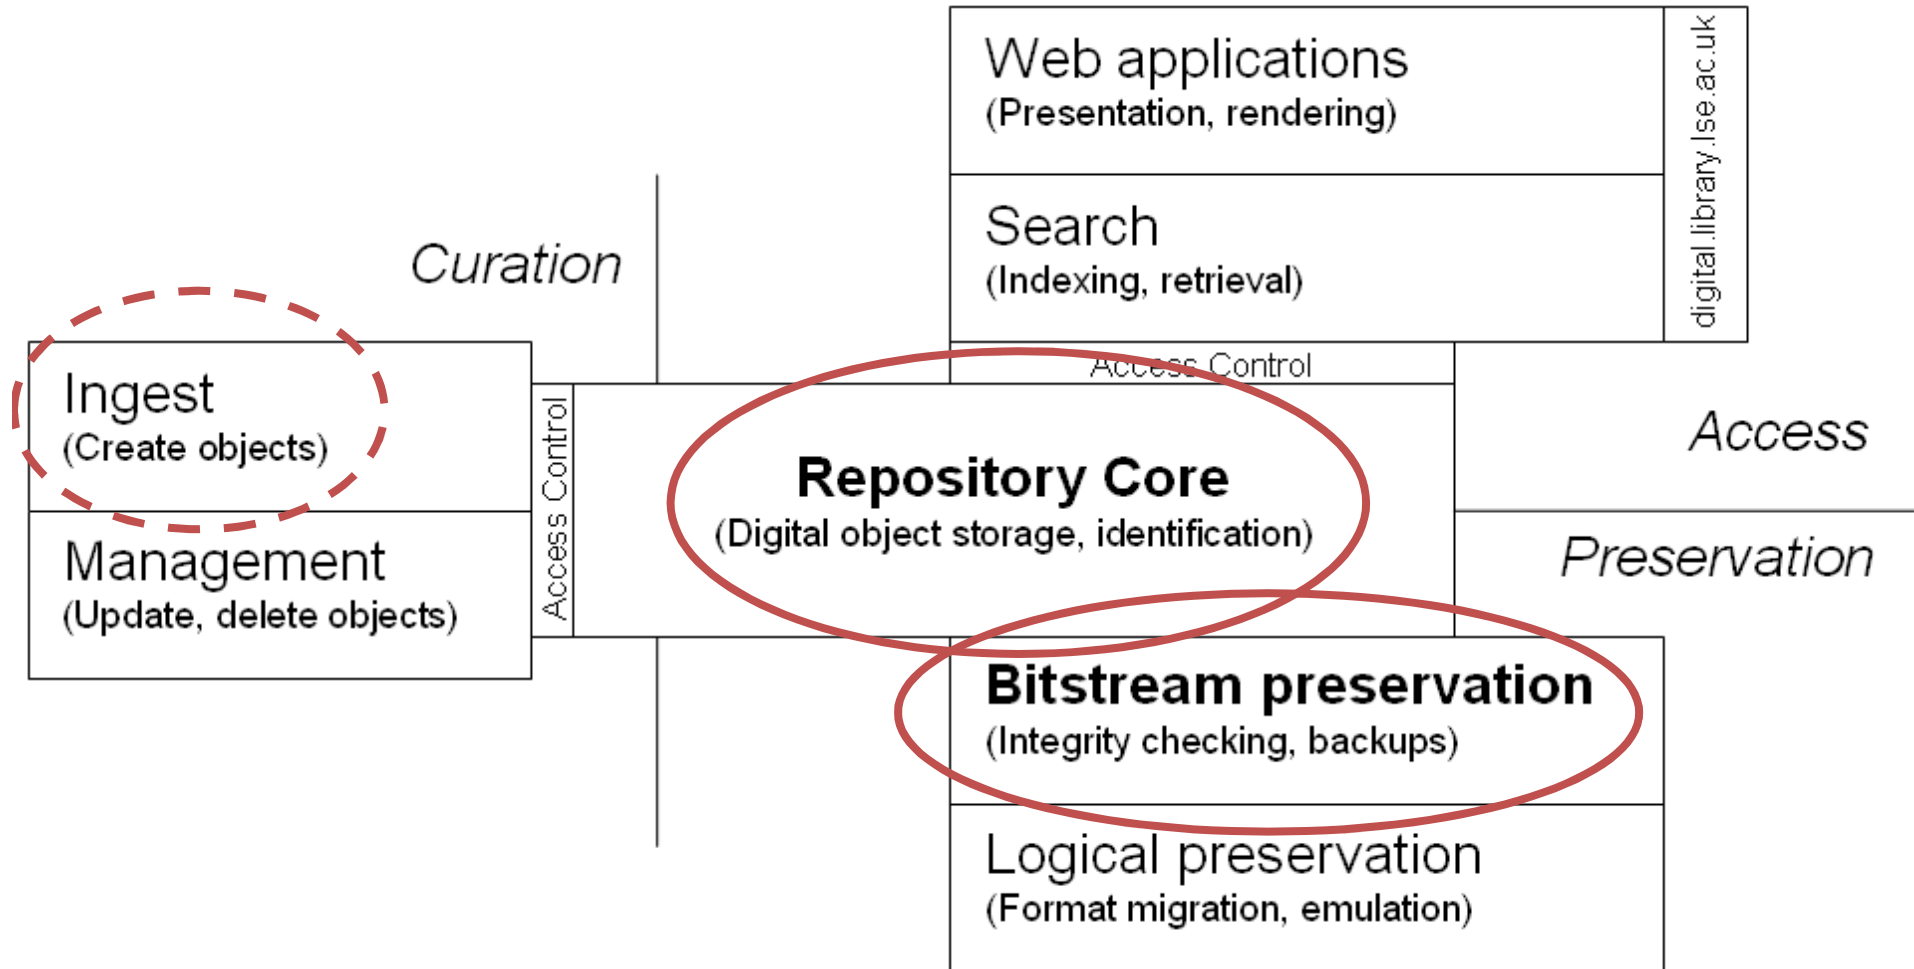 Web applications
(Presentation, rendering)
digital.library.lse.ac.uk
Search
(Indexing, retrieval)
Curation
Ingest
(Create objects)
Management
(Update, delete objects)
Access Control
Access Control
Repository Core
(Digital object storage, identification)
Access
Preservation
Bitstream preservation
(Integrity checking, backups)
Logical preservation
(Format migration, emulation)